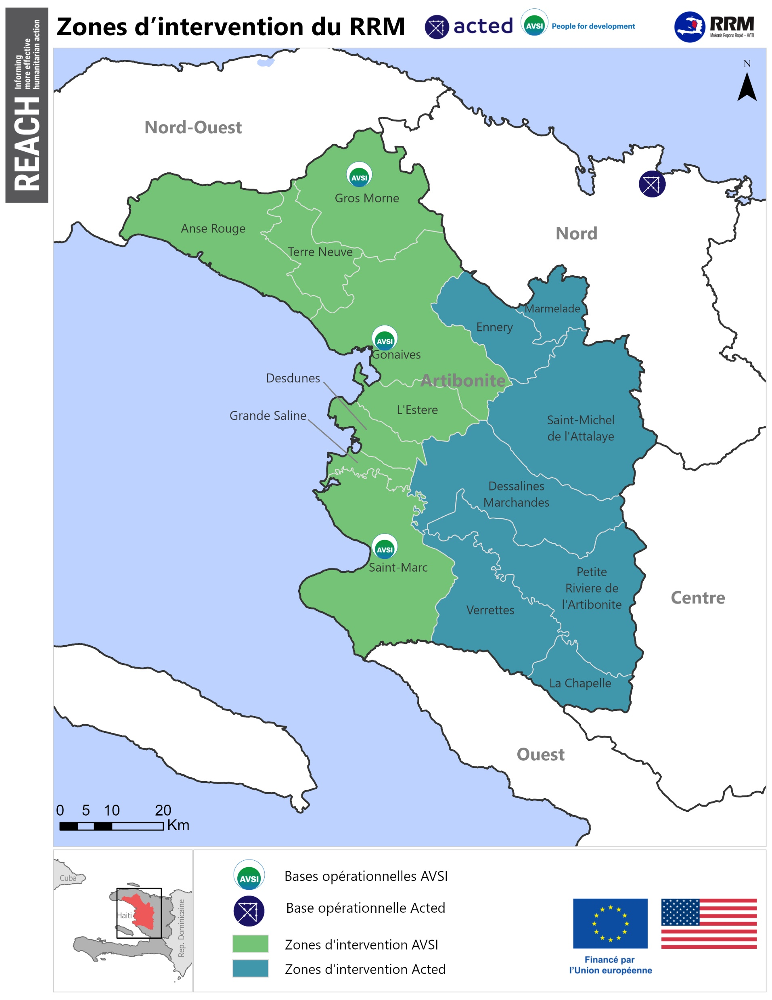 REACH
Informing
more effective
humanitarian action
Zones d’intervention du RRM
acted
AVSI
People for development
RRM
Mekanis Repons Rapid – AYITI
N
Nord-Ouest
AVSI
Gros Morne
Anse Rouge
Nord
Terre Neuve
Marmelade
Ennery
AVSI
Gonaives
Desdunes
Artibonite
L'Estere
Grande Saline
Saint-Michel
de l'Attalaye
Dessalines
Marchandes
AVSI
Saint-Marc
Petite
Riviere de
l'Artibonite
Centre
Verrettes
La Chapelle
Ouest
0 5 10 20
Km
Cuba
Haiti
Rep. Dominicaine
AVSI
Bases opérationnelles AVSI
Base opérationnelle Acted
Zones d'intervention AVSI
Zones d'intervention Acted
Financé par
l’Union européenne